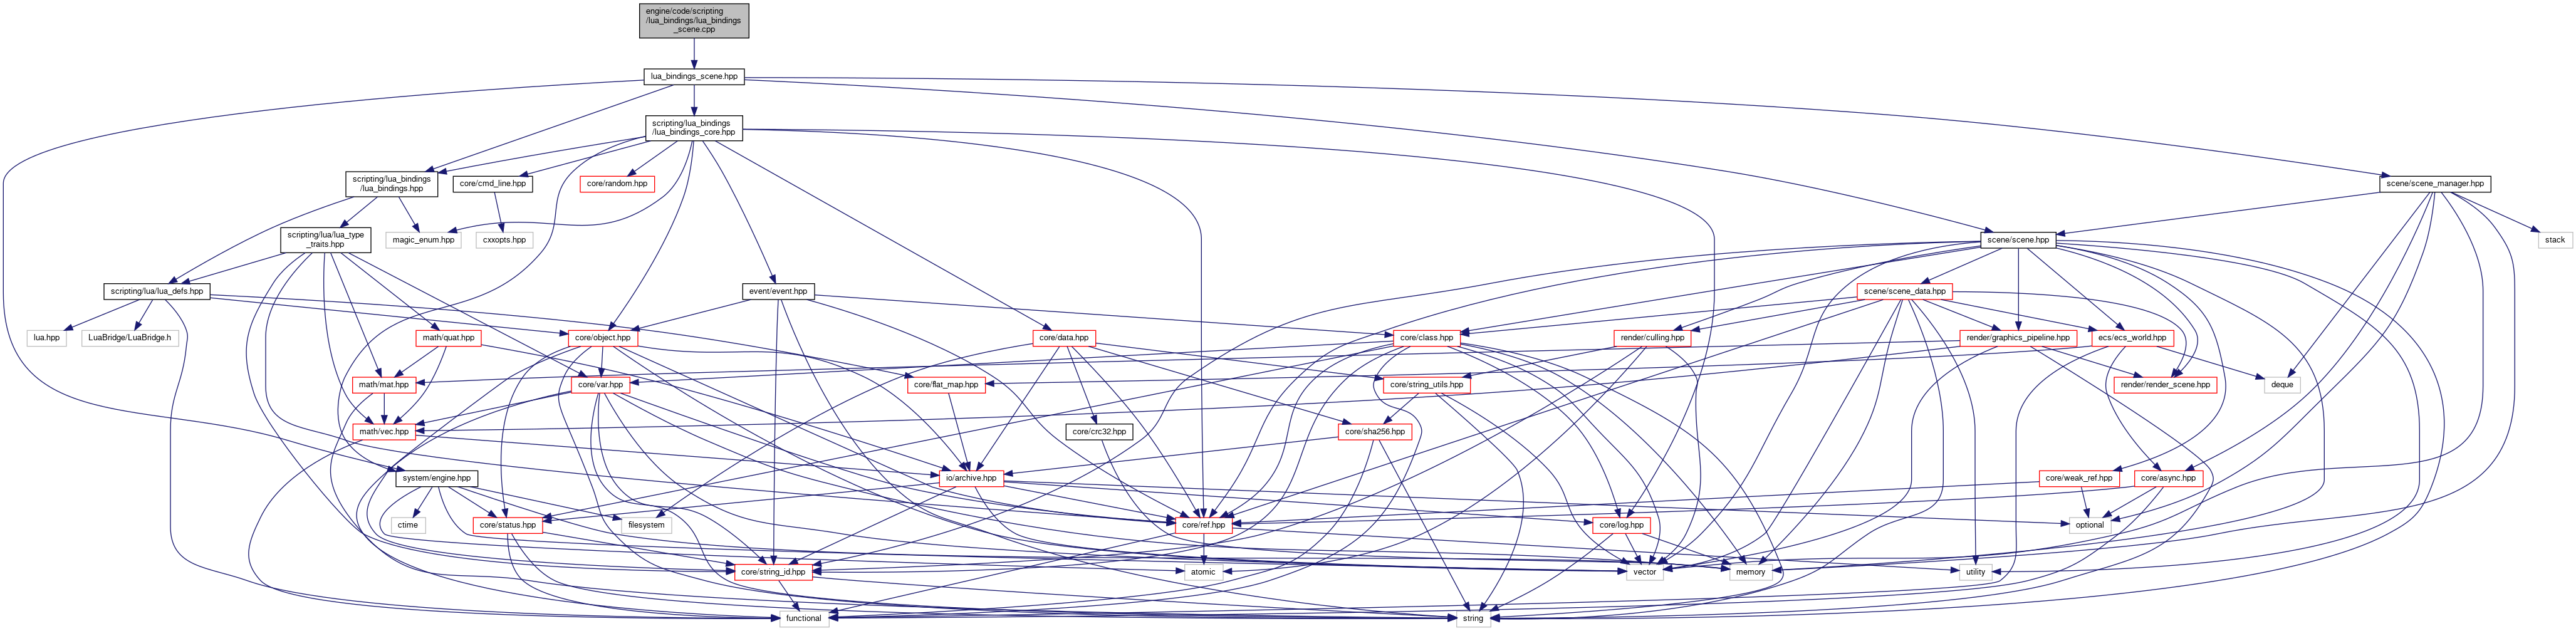 engine/code/scripting
/lua_bindings/lua_bindings
_scene.cpp
lua_bindings_scene.hpp
scripting/lua_bindings
/lua_bindings_core.hpp
scripting/lua_bindings
/lua_bindings.hpp
core/cmd_line.hpp
core/random.hpp
scene/scene_manager.hpp
scripting/lua/lua_type
_traits.hpp
magic_enum.hpp
cxxopts.hpp
scene/scene.hpp
stack
scripting/lua/lua_defs.hpp
event/event.hpp
scene/scene_data.hpp
lua.hpp
LuaBridge/LuaBridge.h
math/quat.hpp
core/object.hpp
core/data.hpp
core/class.hpp
render/culling.hpp
render/graphics_pipeline.hpp
ecs/ecs_world.hpp
math/mat.hpp
core/var.hpp
core/flat_map.hpp
core/string_utils.hpp
render/render_scene.hpp
deque
math/vec.hpp
core/crc32.hpp
core/sha256.hpp
system/engine.hpp
io/archive.hpp
core/weak_ref.hpp
core/async.hpp
ctime
core/status.hpp
filesystem
core/ref.hpp
core/log.hpp
optional
core/string_id.hpp
atomic
vector
memory
utility
functional
string